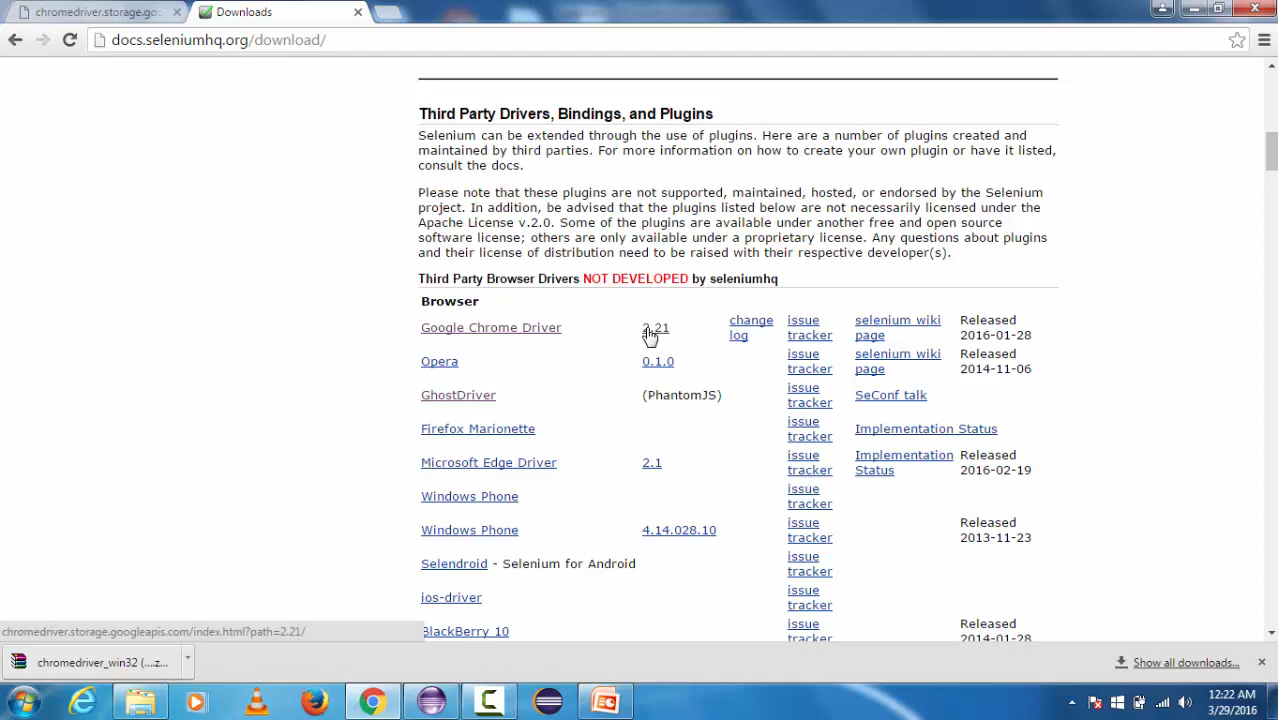 chromedriver.storage.go
Downloads
docs.seleniumhq.org/download/
Third Party Drivers, Bindings, and Plugins
Selenium can be extended through the use of plugins. Here are a number of plugins created and
maintained by third parties. For more information on how to create your own plugin or have it listed,
consult the docs.
Please note that these plugins are not supported, maintained, hosted, or endorsed by the Selenium
project. In addition, be advised that the plugins listed below are not necessarily licensed under the
Apache License v.2.0. Some of the plugins are available under another free and open source
software license; others are only available under a proprietary license. Any questions about plugins
and their license of distribution need to be raised with their respective developer(s).
Third Party Browser Drivers NOT DEVELOPED by seleniumhq
Browser
Google Chrome Driver 2.21 change log issue tracker selenium wiki page Released 2016-01-28
Opera 0.1.0 issue tracker selenium wiki page Released 2014-11-06
GhostDriver (PhantomJS) issue tracker SeConf talk
Firefox Marionette issue tracker Implementation Status
Microsoft Edge Driver 2.1 issue tracker Implementation Status Released 2016-02-19
Windows Phone issue tracker
Windows Phone 4.14.028.10 issue tracker Released 2013-11-23
Selendroid - Selenium for Android issue tracker
ios-driver issue tracker
BlackBerry 10 issue tracker Released 2014-01-28
chromedriver.storage.googleapis.com/index.html?path=2.21/
chromedriver_win32 (....z...
Show all downloads...
12:22 AM
3/29/2016